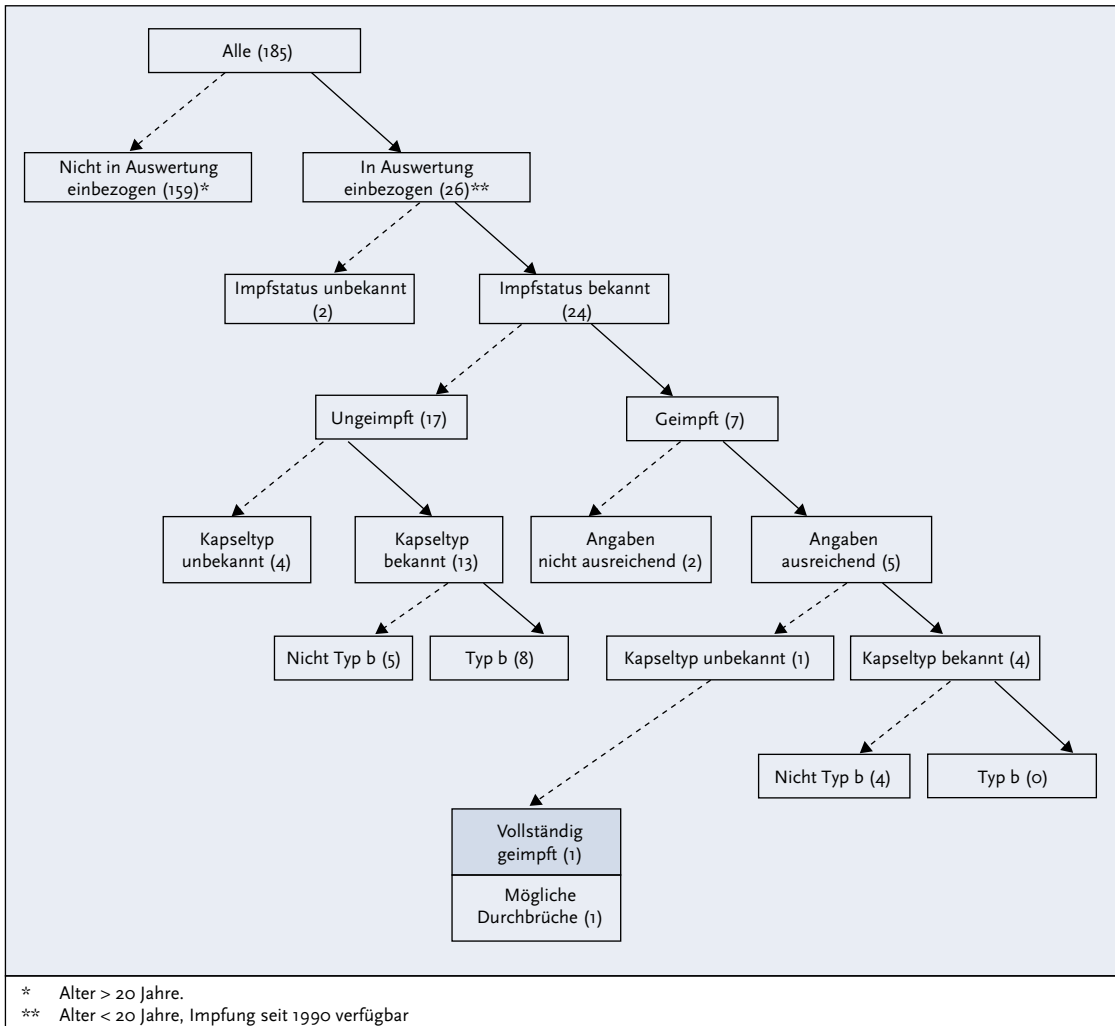 Alle (185)
Nicht in Auswertung
einbezogen (159)*
In Auswertung
einbezogen (26)**
Impfstatus unbekannt
(2)
Impfstatus bekannt
(24)
Ungeimpft (17)
Geimpft (7)
Kapseltyp
unbekannt (4)
Kapseltyp
bekannt (13)
Angaben
nicht ausreichend (2)
Angaben
ausreichend (5)
Nicht Typ b (5)
Typ b (8)
Kapseltyp unbekannt (1)
Kapseltyp bekannt (4)
Nicht Typ b (4)
Typ b (0)
Vollständig
geimpft (1)
Mögliche
Durchbrüche (1)
* Alter > 20 Jahre.
** Alter < 20 Jahre, Impfung seit 1990 verfügbar